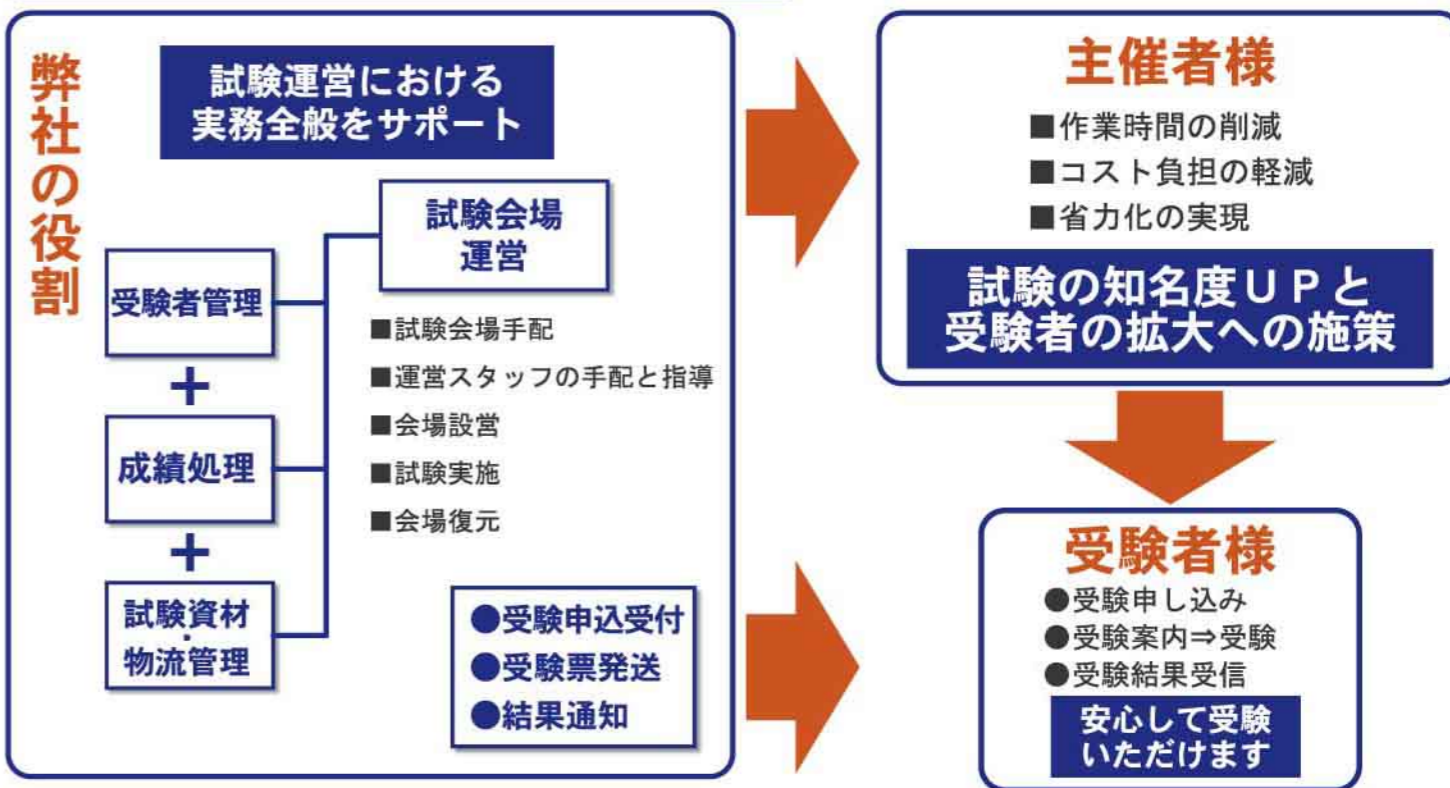 弊社の役割
試験運営における
実務全般をサポート
試験会場
運営
受験者管理
+
成績処理
+
試験資材
・
物流管理
■試験会場手配
■運営スタッフの手配と指導
■会場設営
■試験実施
■会場復元
●受験申込受付
●受験票発送
●結果通知
主催者様
■作業時間の削減
■コスト負担の軽減
■省力化の実現
試験の知名度ＵＰと
受験者の拡大への施策
受験者様
●受験申し込み
●受験案内⇒受験
●受験結果受信
安心して受験
いただけます